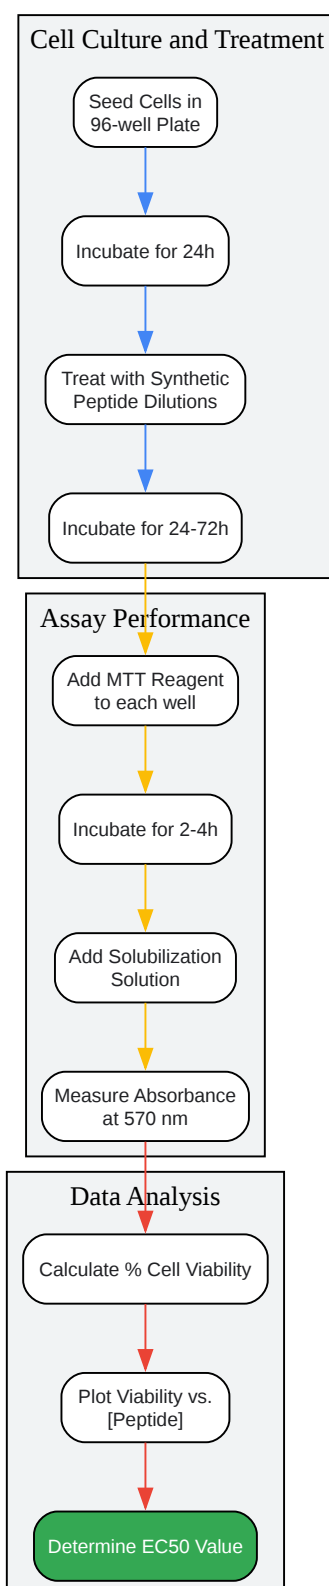 Cell Culture and Treatment
Seed Cells in
96-well Plate
Incubate for 24h
Treat with Synthetic
Peptide Dilutions
Incubate for 24-72h
Assay Performance
Add MTT Reagent
to each well
Incubate for 2-4h
Add Solubilization
Solution
Measure Absorbance
at 570 nm
Data Analysis
Calculate % Cell Viability
Plot Viability vs.
[Peptide]
Determine EC50 Value